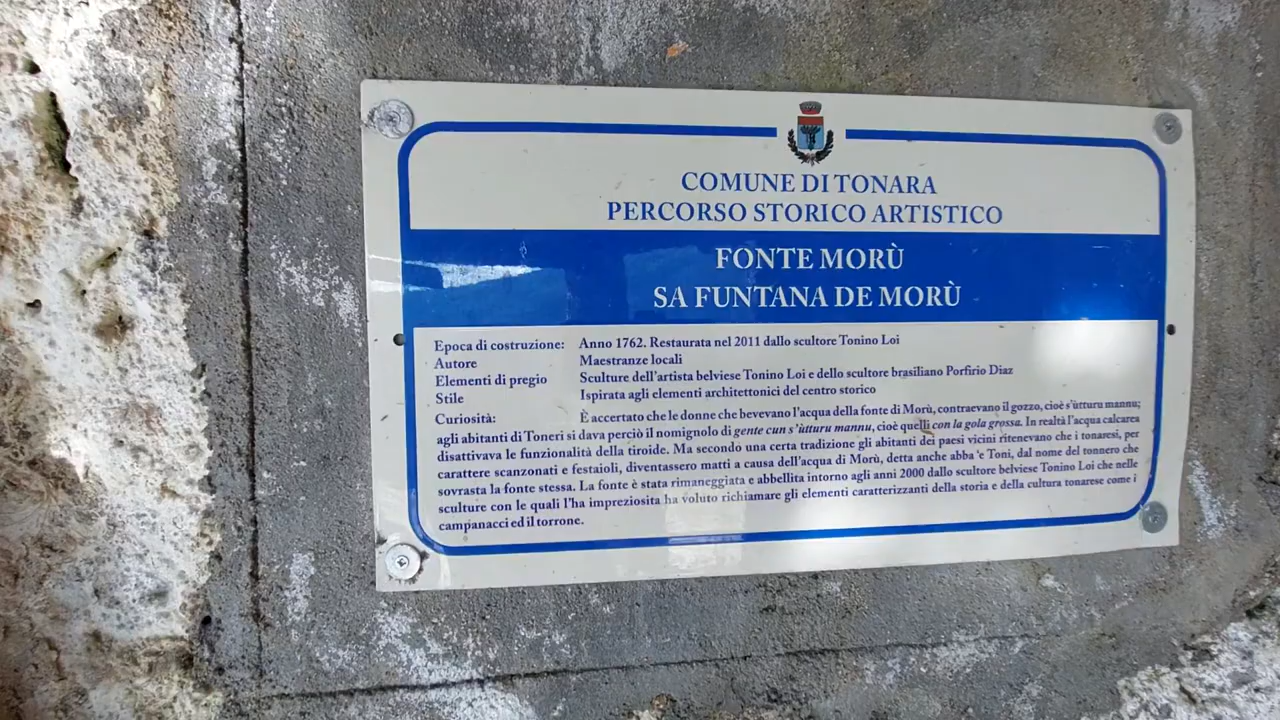 COMUNE DI TONARA
PERCORSO STORICO ARTISTICO
FONTE MORÙ
SA FUNTANA DE MORÙ
Epoca di costruzione: Anno 1762. Restaurata nel 2011 dallo scultore Tonino Loi
Autore Maestranze locali
Elementi di pregio Sculture dell'artista belviese Tonino Loi e dello scultore brasiliano Porfirio Diaz
Stile Ispirata agli elementi architettonici del centro storico
Curiosità: È accertato che le donne che bevevano l'acqua della fonte di Morù, contraevano il gozzo, cioè s'ùtturu mannu;
agli abitanti di Toneri si dava perciò il nomignolo di gente cun s'ùtturu mannu, cioè quelli con la gola grossa. In realtà l'acqua calcarea
disattivava le funzionalità della tiroide. Ma secondo una certa tradizione gli abitanti dei paesi vicini ritenevano che i tonaresi, per
carattere scanzonati e festaioli, diventassero matti a causa dell'acqua di Morù, detta anche abba 'e Toni, dal nome del tonnero che
sovrasta la fonte stessa. La fonte è stata rimaneggiata e abbellita intorno agli anni 2000 dallo scultore belviese Tonino Loi che nelle
sculture con le quali l'ha impreziosita ha voluto richiamare gli elementi caratterizzanti della storia e della cultura tonarese come i
campanacci ed il torrone.